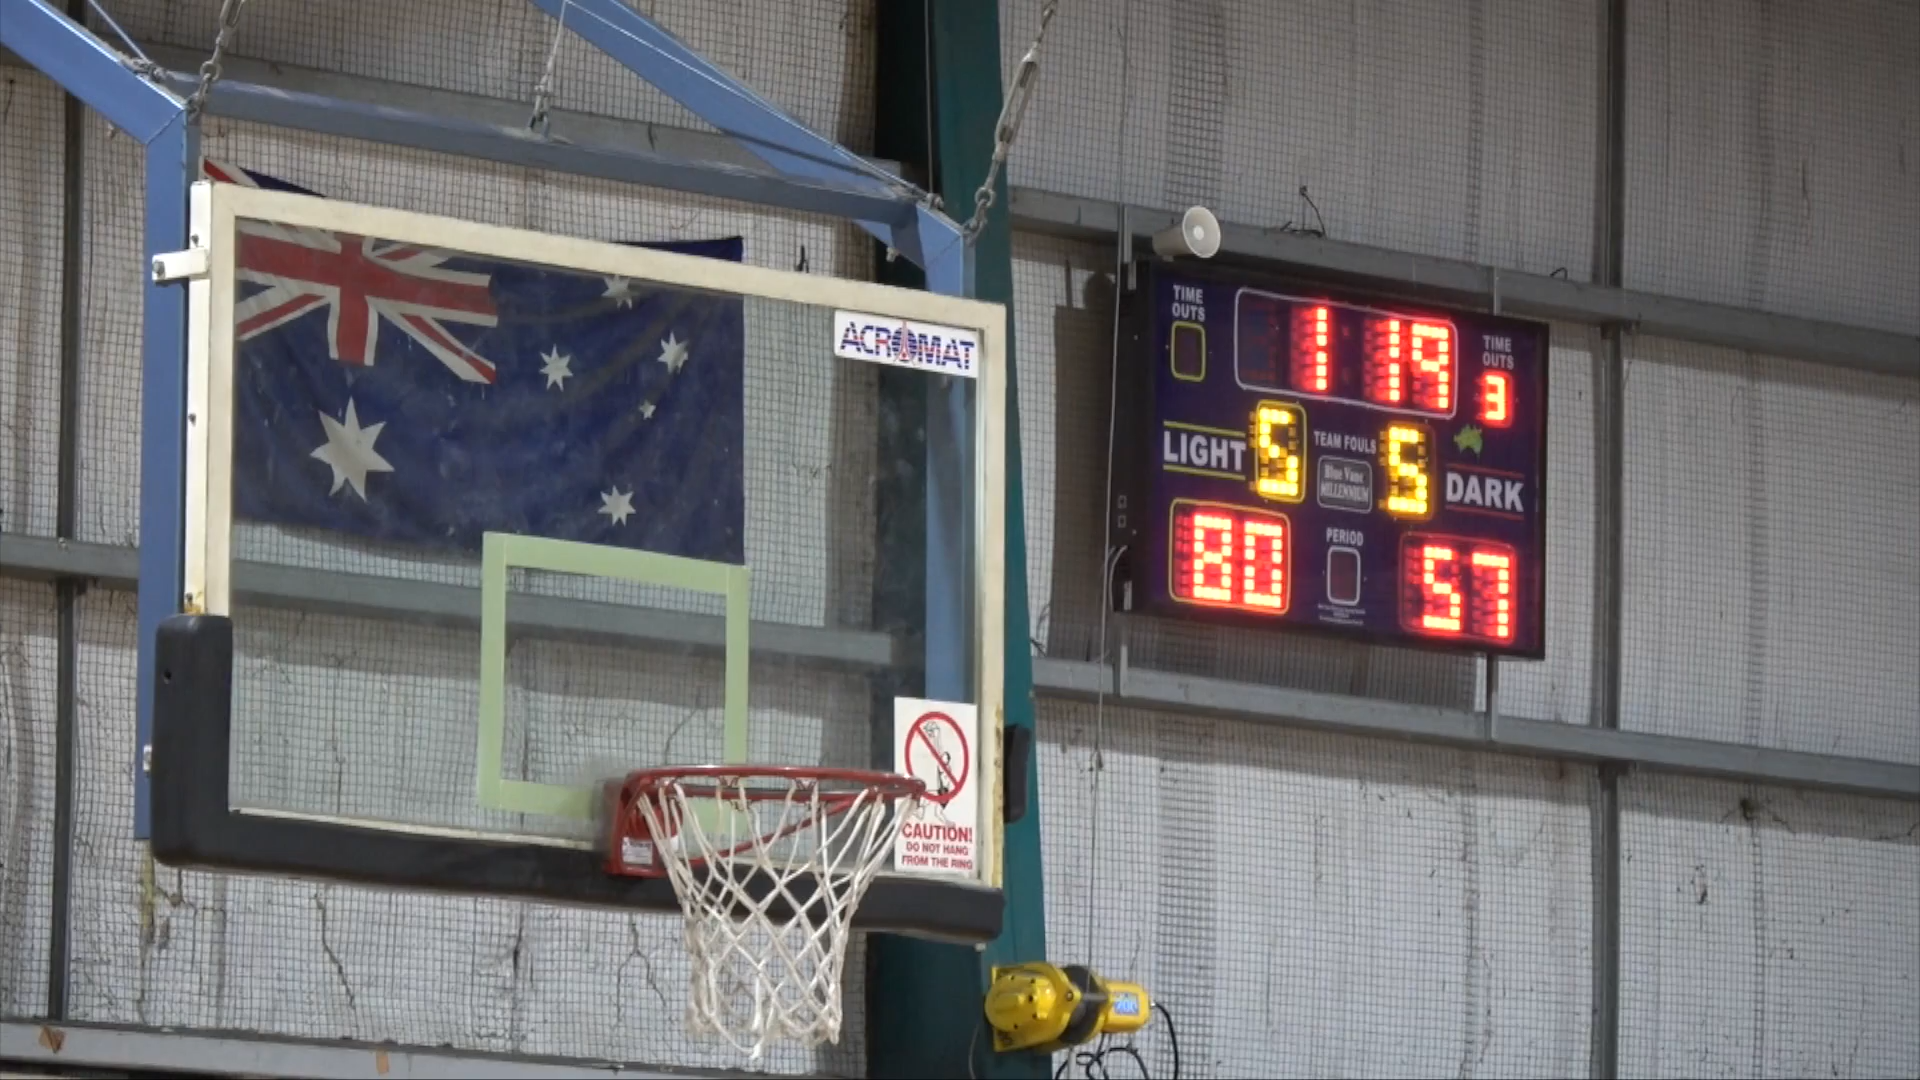 ACROMAT
CAUTION!
DO NOT HANG
FROM THE RING
TIME
OUTS
1 19
TIME
OUTS
3
LIGHT
5
TEAM FOULS
5
DARK
Blue Vane
MILLENNIUM
80
PERIOD
57